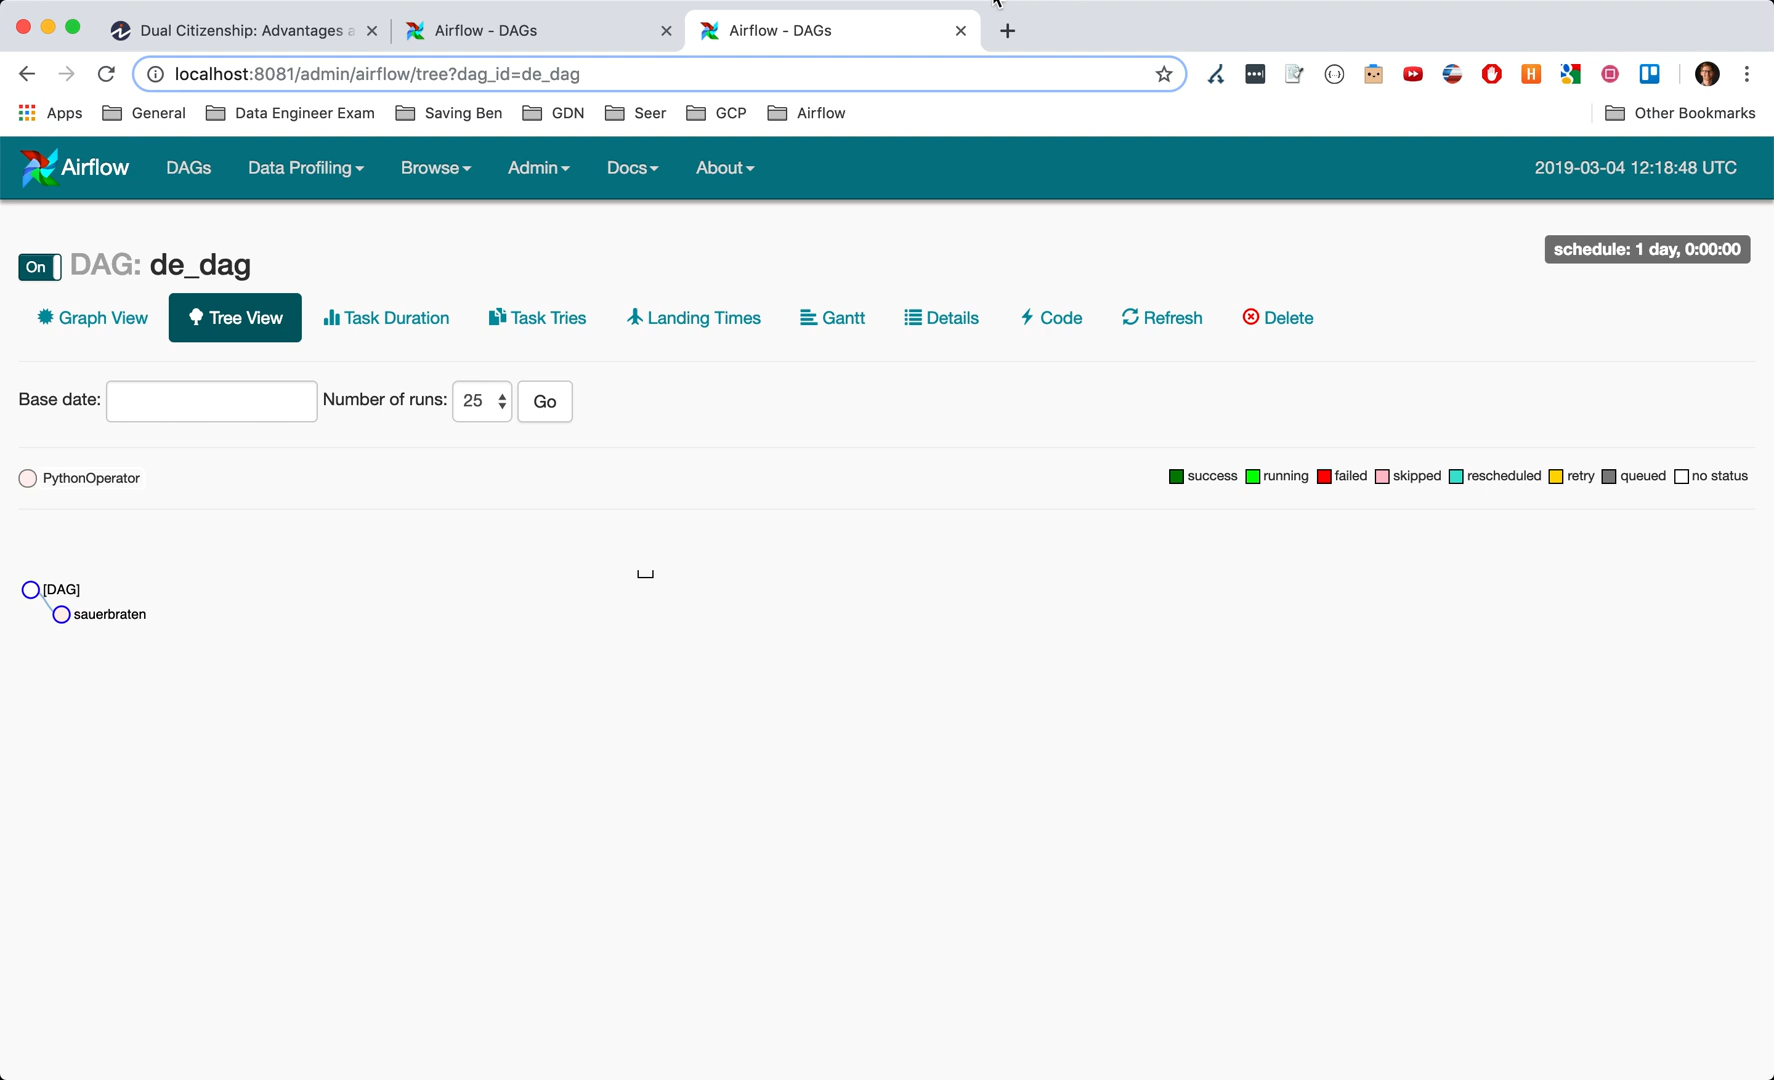 Dual Citizenship: Advantages a
Airflow - DAGs
Airflow - DAGs
localhost:8081/admin/airflow/tree?dag_id=de_dag
Apps General Data Engineer Exam Saving Ben GDN Seer GCP Airflow Other Bookmarks
Airflow DAGs Data Profiling Browse Admin Docs About 2019-03-04 12:18:48 UTC
schedule: 1 day, 0:00:00
On DAG: de_dag
Graph View Tree View Task Duration Task Tries Landing Times Gantt Details Code Refresh Delete
Base date: Number of runs: 25 Go
PythonOperator success running failed skipped rescheduled retry queued no status
[DAG]
sauerbraten